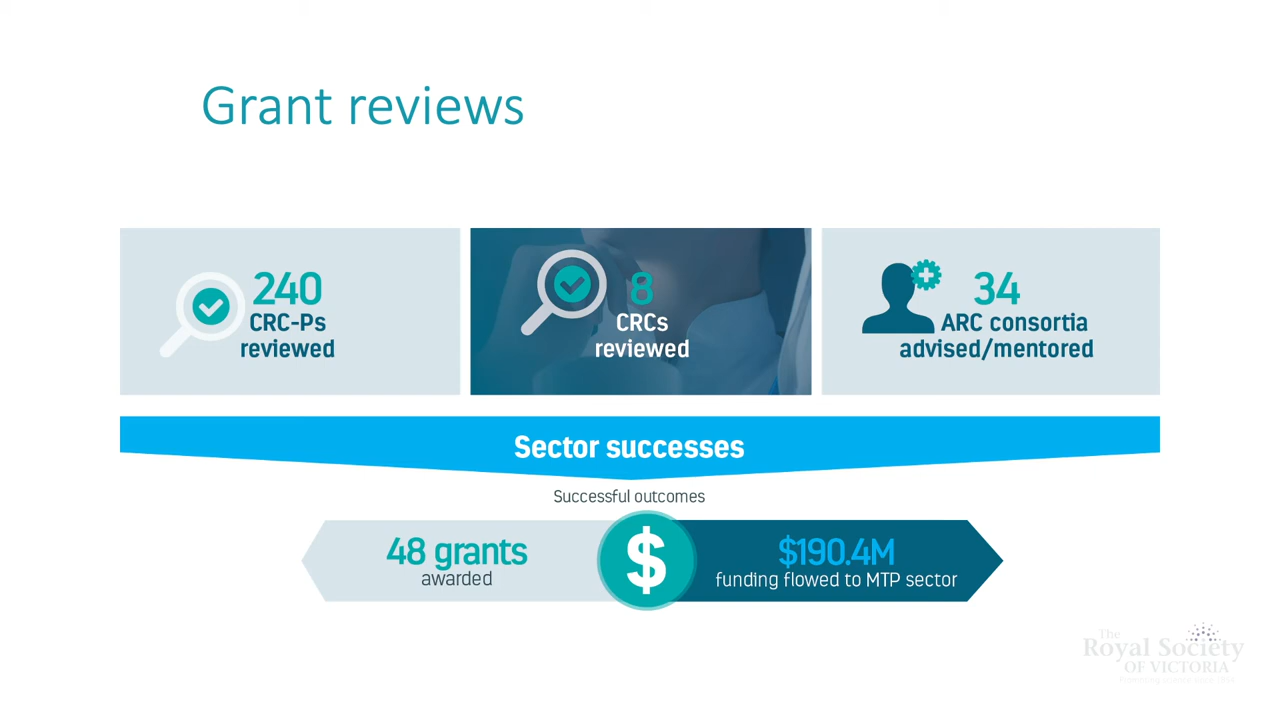 Grant reviews
240
CRC-Ps
reviewed
8
CRCs
reviewed
34
ARC consortia
advised/mentored
Sector successes
Successful outcomes
48 grants
awarded
$
$190.4M
funding flowed to MTP sector
The
Royal Society
OF VICTORIA